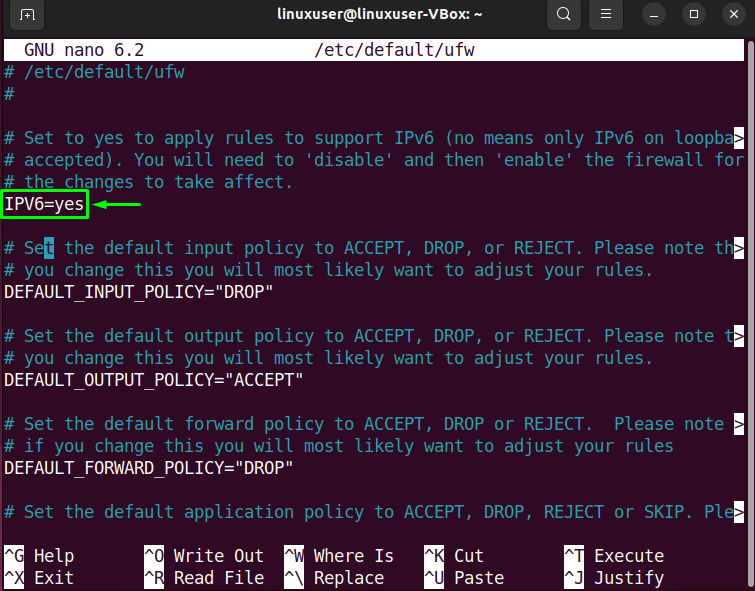 linuxuser@linuxuser-VBox: ~
GNU nano 6.2 /etc/default/ufw
# /etc/default/ufw
#
# Set to yes to apply rules to support IPv6 (no means only IPv6 on loopba>
# accepted). You will need to 'disable' and then 'enable' the firewall for
# the changes to take affect.
IPV6=yes
# Set the default input policy to ACCEPT, DROP, or REJECT. Please note th>
# you change this you will most likely want to adjust your rules.
DEFAULT_INPUT_POLICY="DROP"
# Set the default output policy to ACCEPT, DROP, or REJECT. Please note t>
# you change this you will most likely want to adjust your rules.
DEFAULT_OUTPUT_POLICY="ACCEPT"
# Set the default forward policy to ACCEPT, DROP or REJECT.  Please note >
# if you change this you will most likely want to adjust your rules
DEFAULT_FORWARD_POLICY="DROP"
# Set the default application policy to ACCEPT, DROP, REJECT or SKIP. Ple>
^G Help ^O Write Out ^W Where Is ^K Cut ^T Execute
^X Exit ^R Read File ^\ Replace ^U Paste ^J Justify